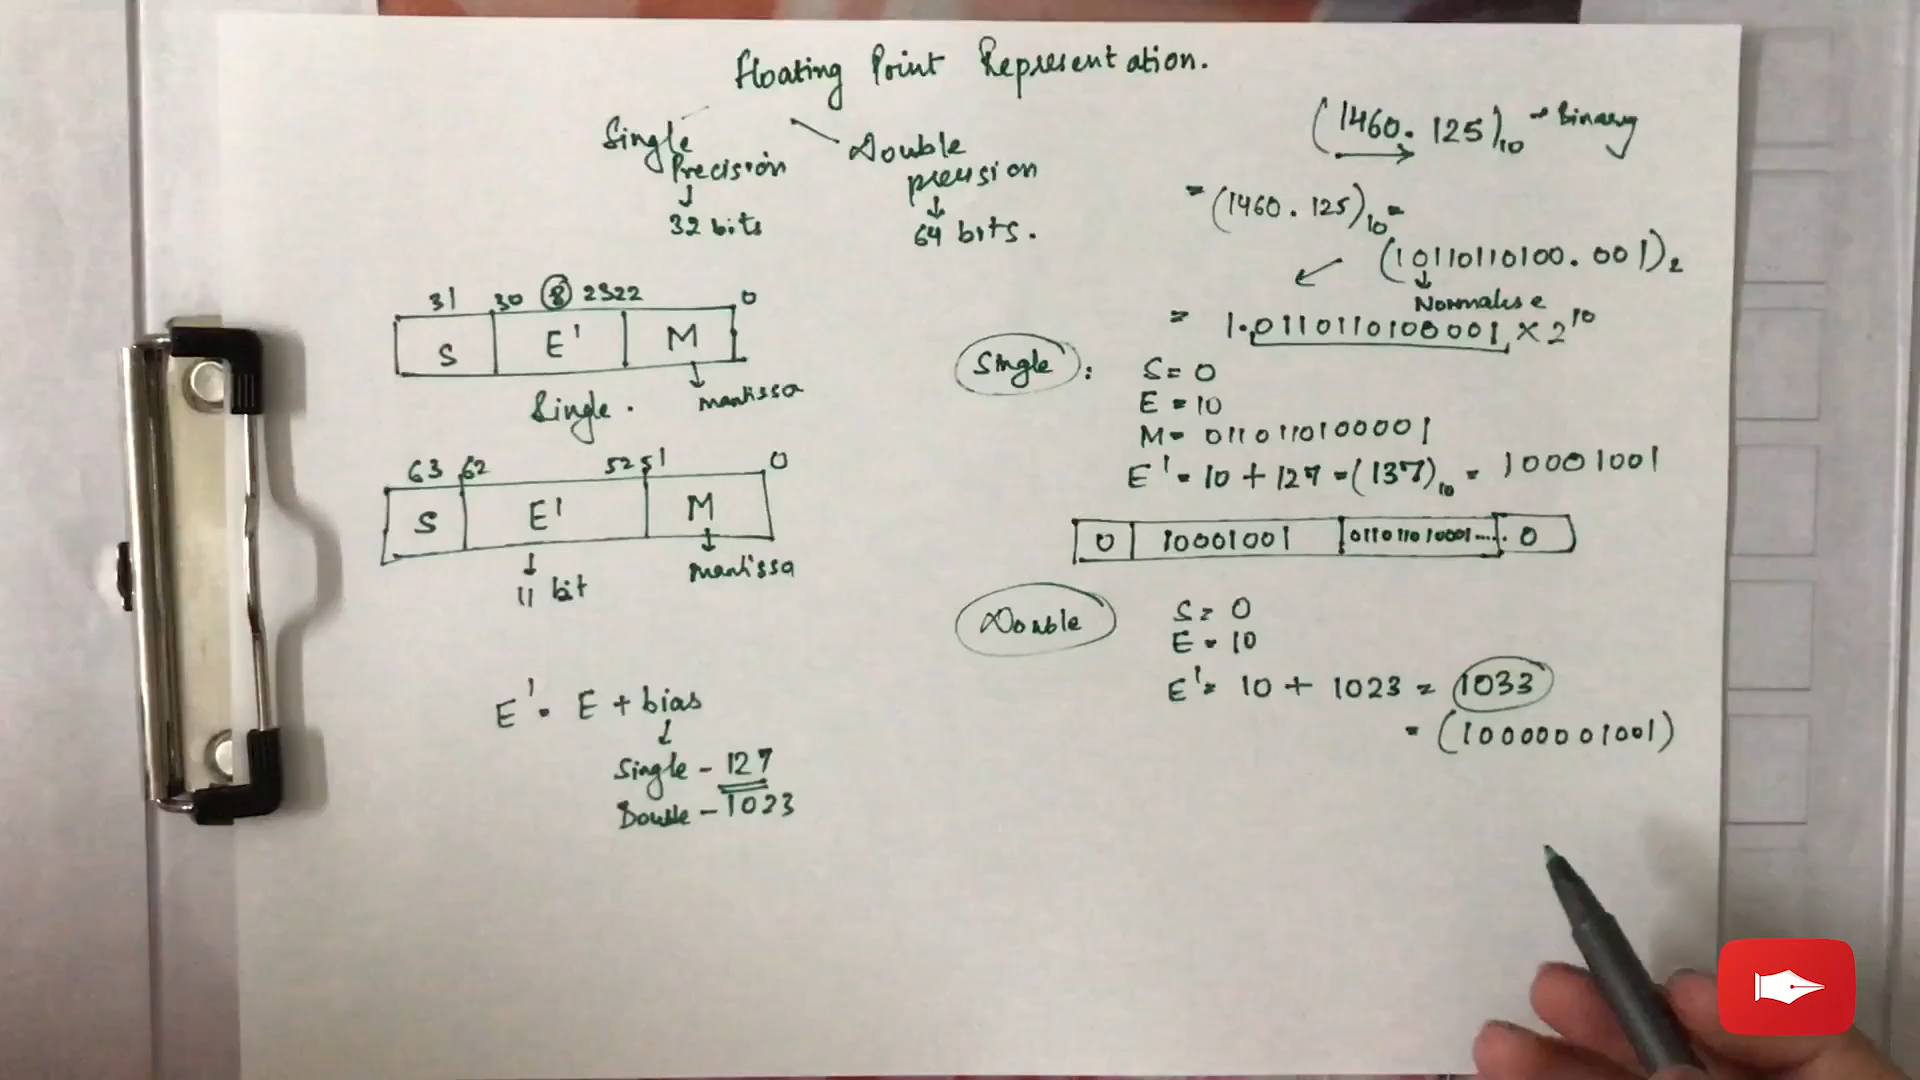 Floating Point Representation.
Single
Precision
32 bits
Double
precision
64 bits.
31 30 8 2322 0
S E' M
mantissa
Single.
63 62 52 51 0
S E' M
mantissa
11 bit
E' = E + bias
Single - 127
Double - 1023
(1460.125)10 → Binary
= (1460.125)10 =
(10110110100.001)2
Normalise
= 1.0110110100001 × 2^10
Single :
S = 0
E = 10
M = 0110110100001
E' = 10 + 127 = (137)10 = 10001001
0 10001001 01101101 0001..... 0
Double
S = 0
E = 10
E' = 10 + 1023 = 1033
= (10000001001)